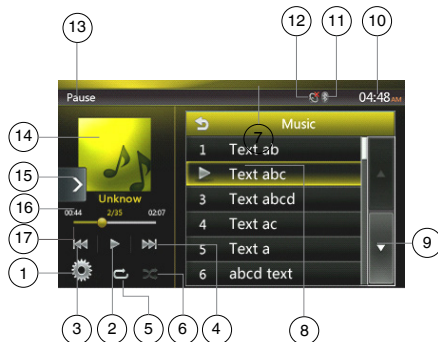 12 11 10
13
Pause 04:48 AM
14
7
Music
1 Text ab
Text abc
15
Unknow
3 Text abcd
16
00:44 2/35 02:07
4 Text ac
17
9
5 Text a
1
6 abcd text
3 2 5 6 4 8